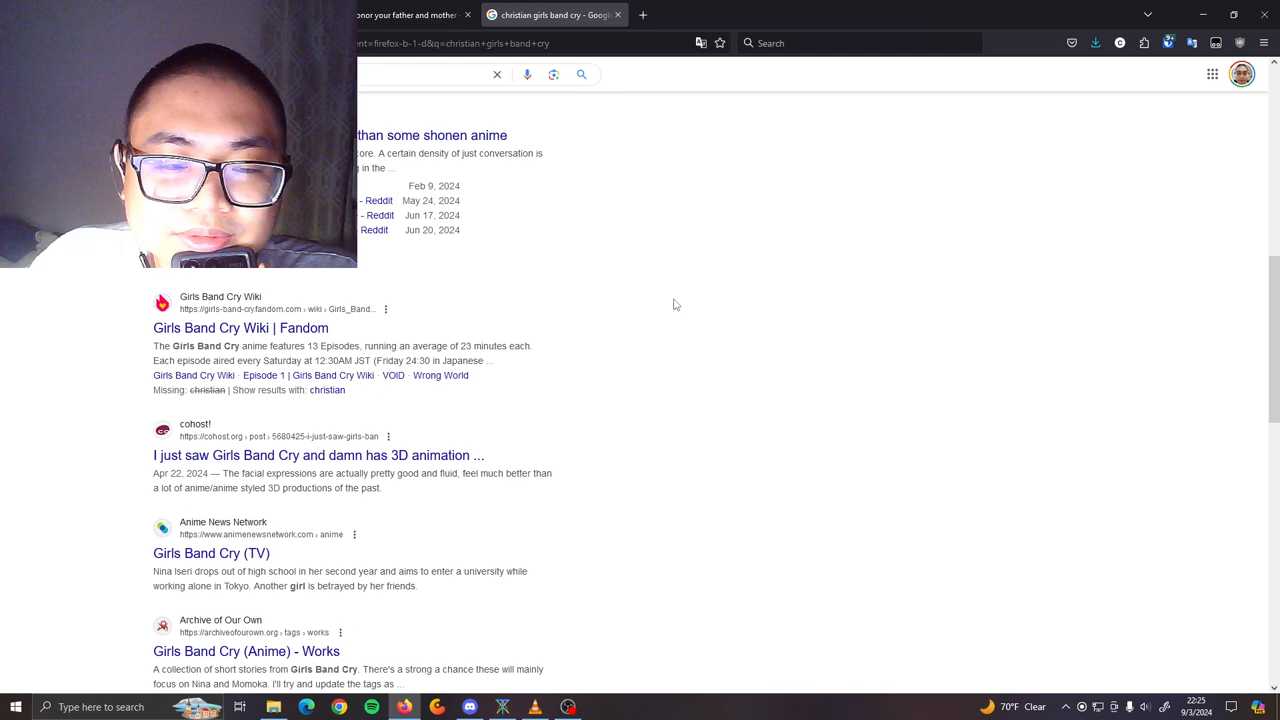 onor your father and mother -
christian girls band cry - Google
ent=firefox-b-1-d&q=christian+girls+band+cry
Search
than some shonen anime
core. A certain density of just conversation is
g in the ...
Feb 9, 2024
- Reddit May 24, 2024
- Reddit Jun 17, 2024
Reddit Jun 20, 2024
Girls Band Cry Wiki
https://girls-band-cry.fandom.com › wiki › Girls_Band...
Girls Band Cry Wiki | Fandom
The Girls Band Cry anime features 13 Episodes, running an average of 23 minutes each.
Each episode aired every Saturday at 12:30AM JST (Friday 24:30 in Japanese ...
Girls Band Cry Wiki · Episode 1 | Girls Band Cry Wiki · VOID · Wrong World
Missing: christian | Show results with: christian
cohost!
https://cohost.org › post › 5680425-i-just-saw-girls-ban
I just saw Girls Band Cry and damn has 3D animation ...
Apr 22, 2024 — The facial expressions are actually pretty good and fluid, feel much better than
a lot of anime/anime styled 3D productions of the past.
Anime News Network
https://www.animenewsnetwork.com › anime
Girls Band Cry (TV)
Nina Iseri drops out of high school in her second year and aims to enter a university while
working alone in Tokyo. Another girl is betrayed by her friends.
Archive of Our Own
https://archiveofourown.org › tags › works
Girls Band Cry (Anime) - Works
A collection of short stories from Girls Band Cry. There's a strong a chance these will mainly
focus on Nina and Momoka. I'll try and update the tags as ...
Type here to search
70°F Clear
22:25
9/3/2024